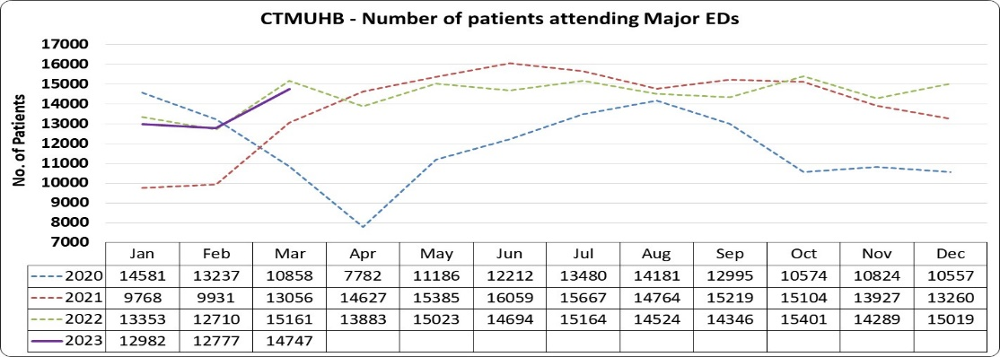 CTMUHB - Number of patients attending Major EDs
No. of Patients
17000
16000
15000
14000
13000
12000
11000
10000
9000
8000
7000
Jan Feb Mar Apr May Jun Jul Aug Sep Oct Nov Dec
2020 14581 13237 10858 7782 11186 12212 13480 14181 12995 10574 10824 10557
2021 9768 9931 13056 14627 15385 16059 15667 14764 15219 15104 13927 13260
2022 13353 12710 15161 13883 15023 14694 15164 14524 14346 15401 14289 15019
2023 12982 12777 14747